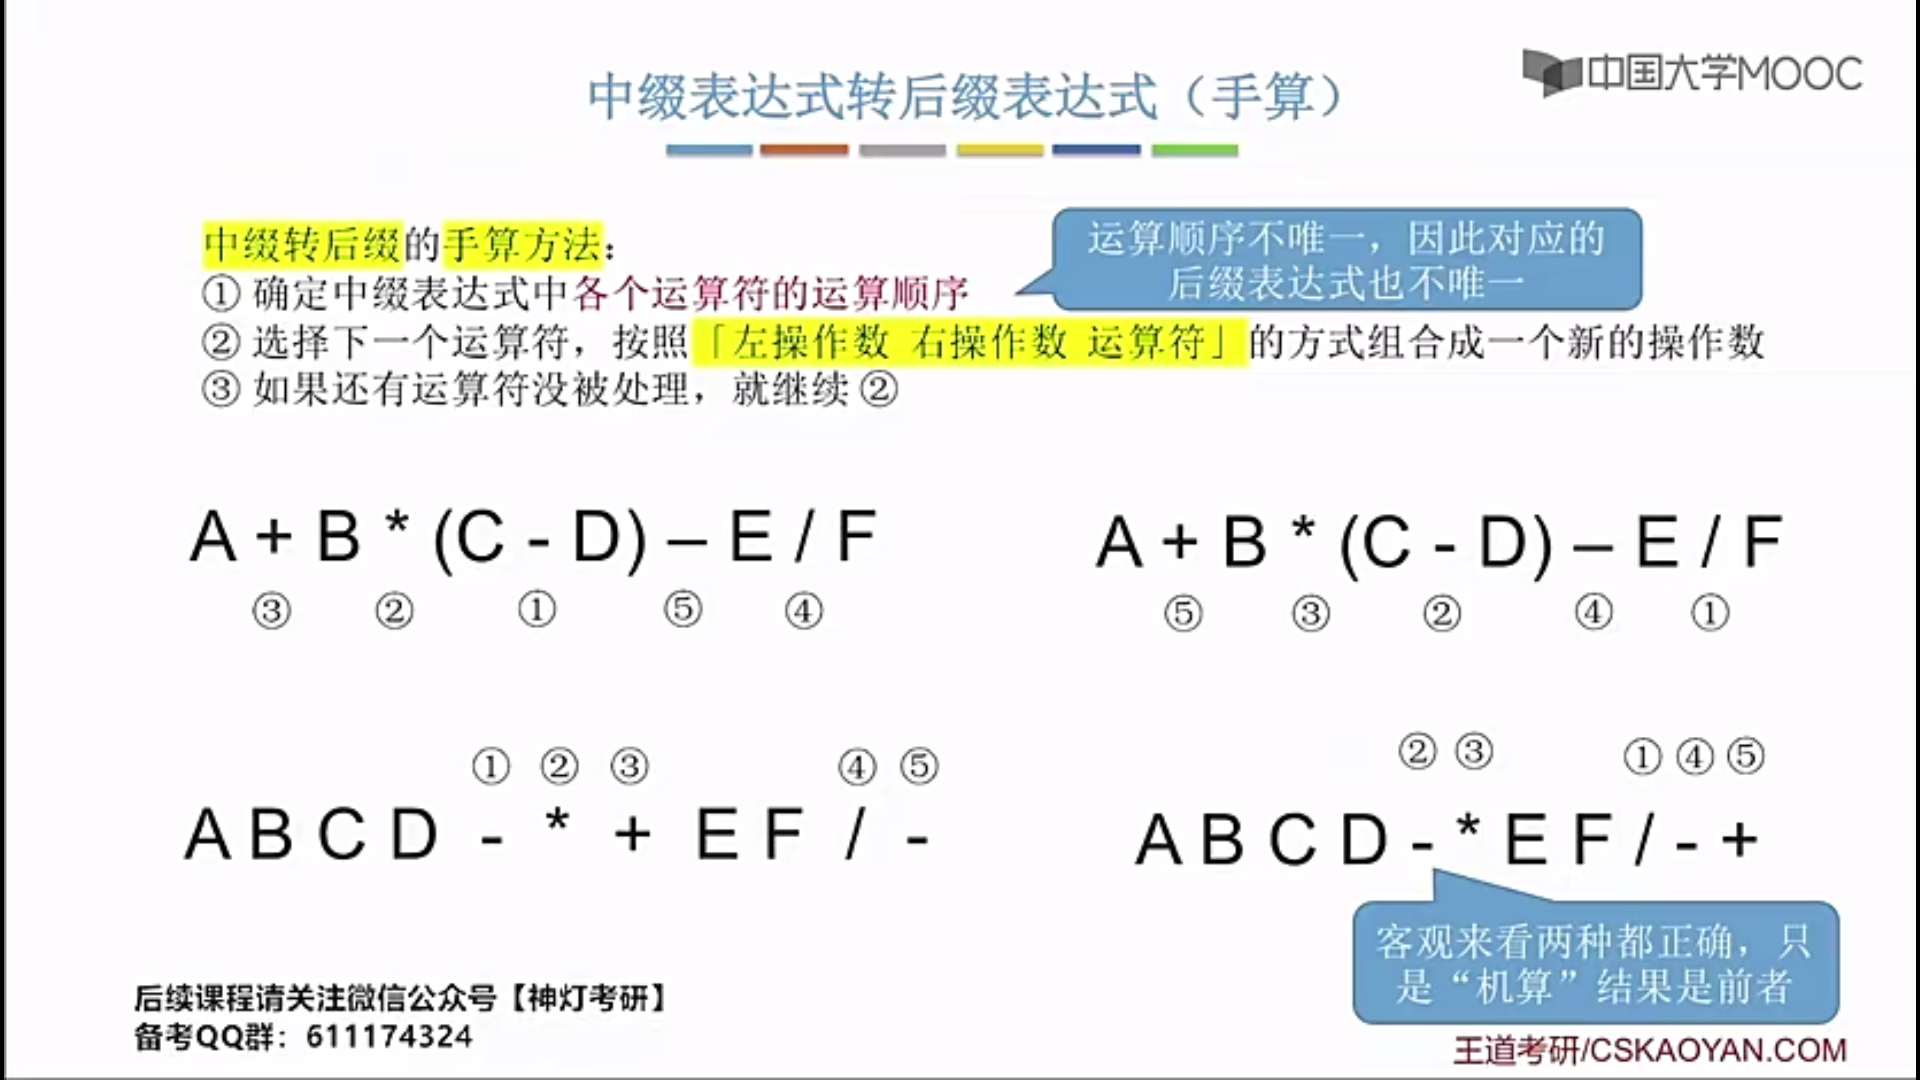 中缀表达式转后缀表达式（手算）
中国大学MOOC
中缀转后缀的手算方法：
① 确定中缀表达式中各个运算符的运算顺序
运算顺序不唯一，因此对应的
后缀表达式也不唯一
② 选择下一个运算符，按照「左操作数 右操作数 运算符」的方式组合成一个新的操作数
③ 如果还有运算符没被处理，就继续 ②
A + B * (C - D) – E / F
③ ② ① ⑤ ④
A + B * (C - D) – E / F
⑤ ③ ② ④ ①
① ② ③ ④ ⑤
A B C D - * + E F / -
② ③ ① ④ ⑤
A B C D - * E F / - +
客观来看两种都正确，只
是“机算”结果是前者
后续课程请关注微信公众号【神灯考研】
备考QQ群：611174324
王道考研/CSKAOYAN.COM